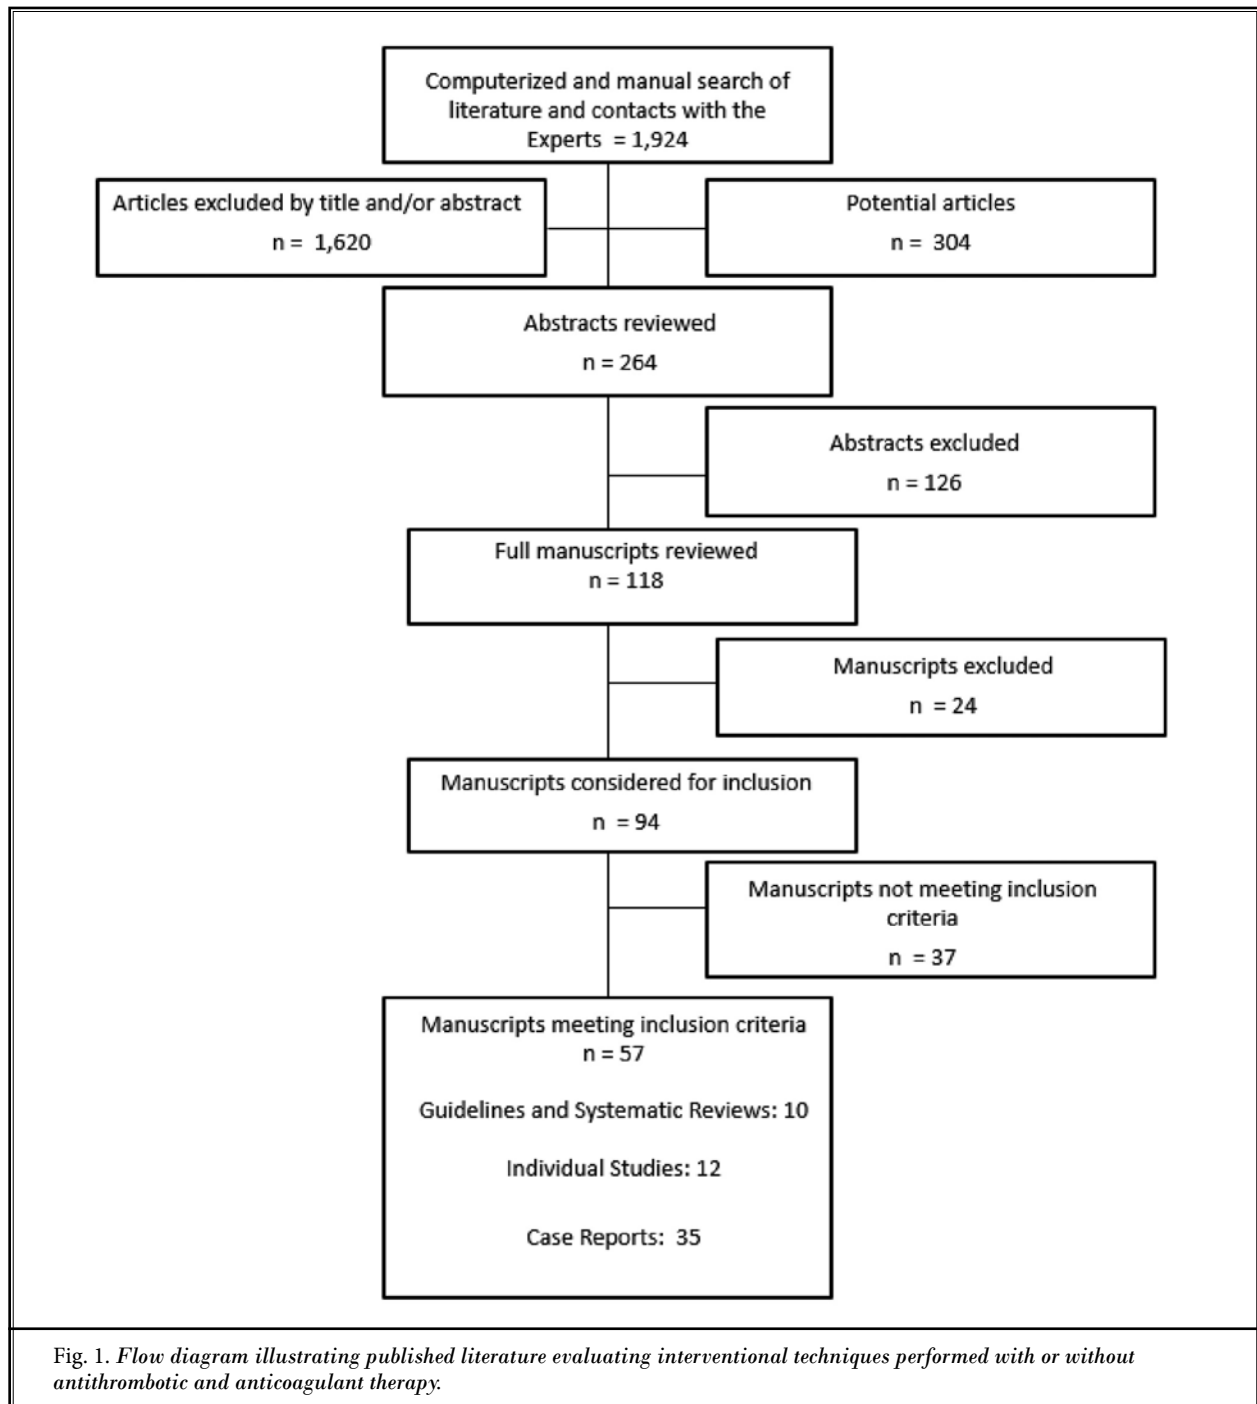 Computerized and manual search of
literature and contacts with the
Experts = 1,924
Articles excluded by title and/or abstract
n = 1,620
Potential articles
n = 304
Abstracts reviewed
n = 264
Abstracts excluded
n = 126
Full manuscripts reviewed
n = 118
Manuscripts excluded
n = 24
Manuscripts considered for inclusion
n = 94
Manuscripts not meeting inclusion
criteria
n = 37
Manuscripts meeting inclusion criteria
n = 57
Guidelines and Systematic Reviews: 10
Individual Studies: 12
Case Reports: 35
Fig. 1. Flow diagram illustrating published literature evaluating interventional techniques performed with or without
antithrombotic and anticoagulant therapy.